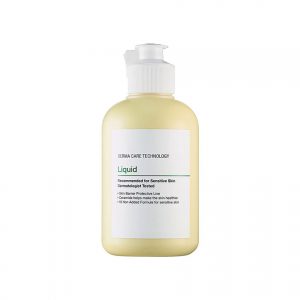 DERMA CARE TECHNOLOGY
Liquid
Recommended for Sensitive Skin
Dermatologist Tested
• Skin Barrier Protective Line
• Ceramide helps make the skin healthier
• 10 Non Added Formula for sensitive skin